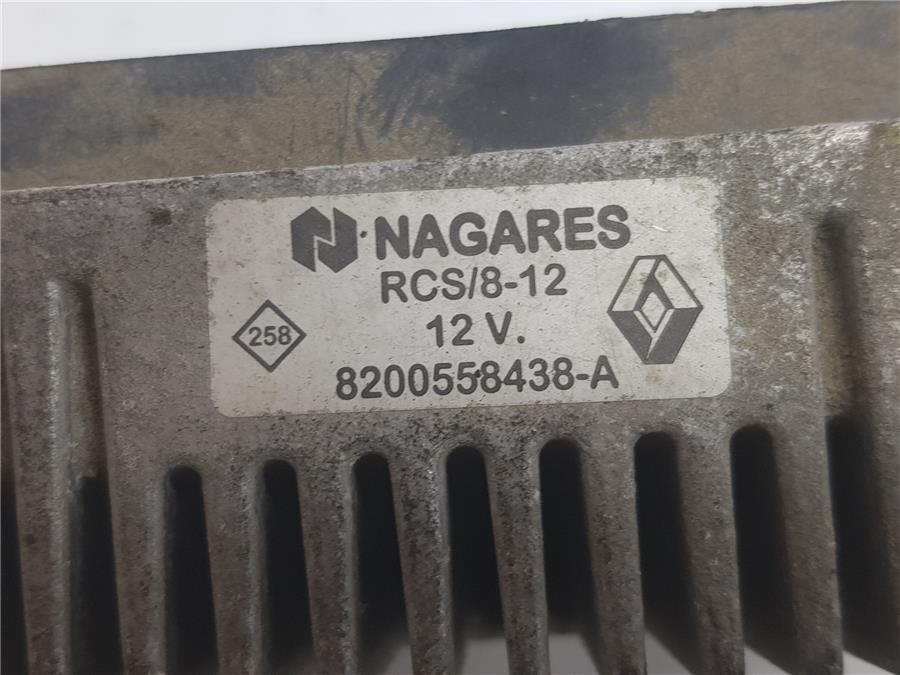 NAGARES
RCS/8-12
258
12 V.
8200558438-A